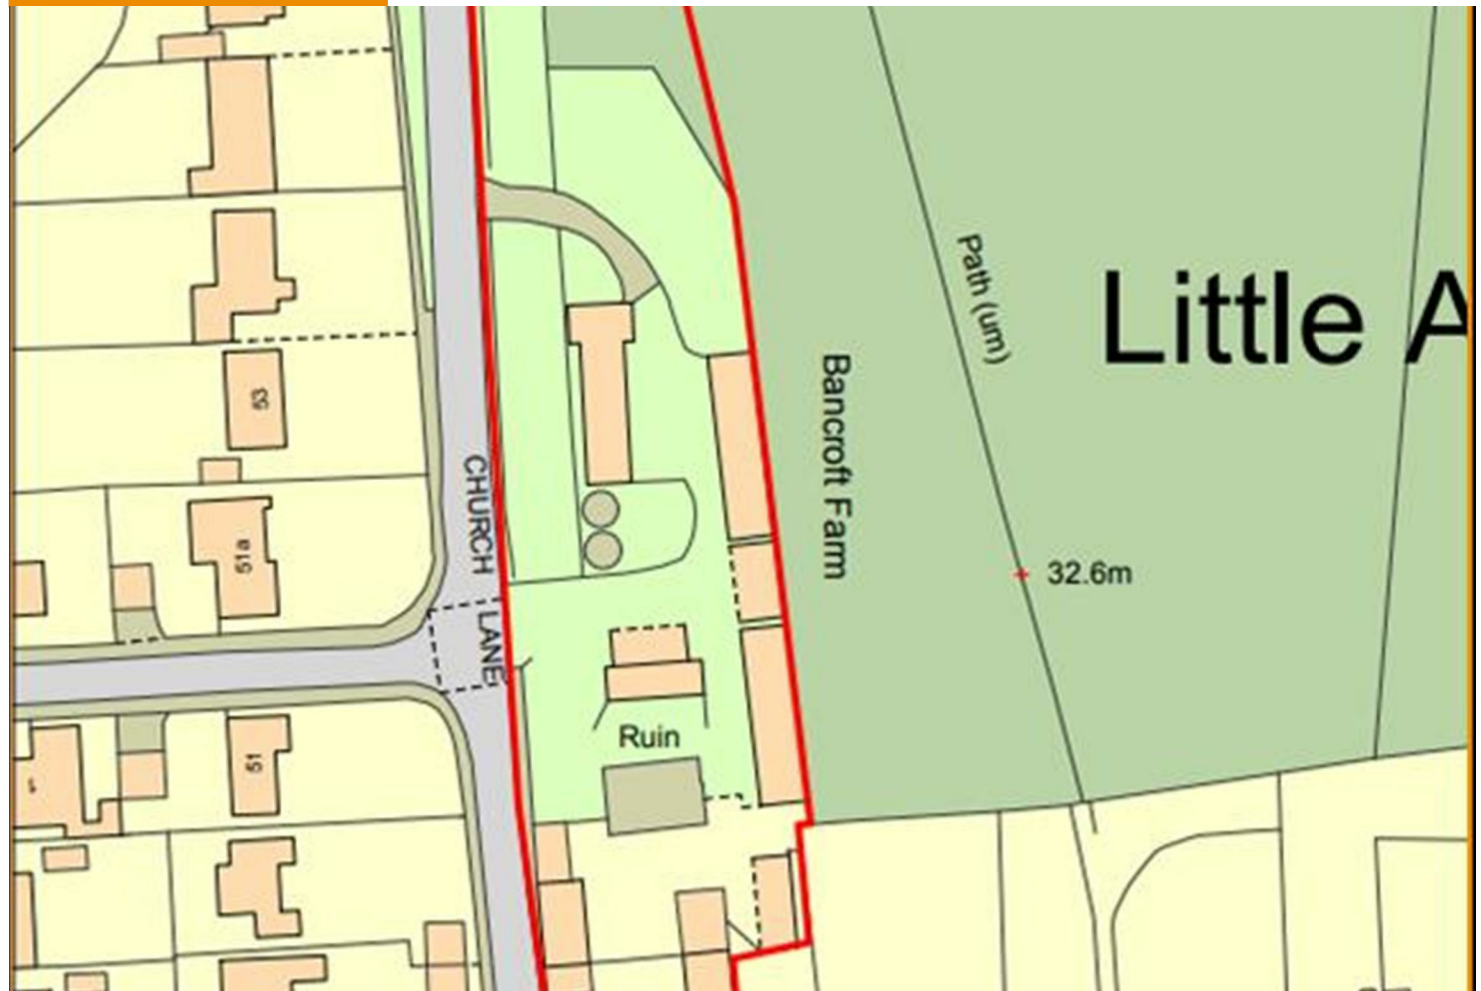 Path (um)
Little A
53
Bancroft Farm
CHURCH
LANE
51a
32.6m
Ruin
51